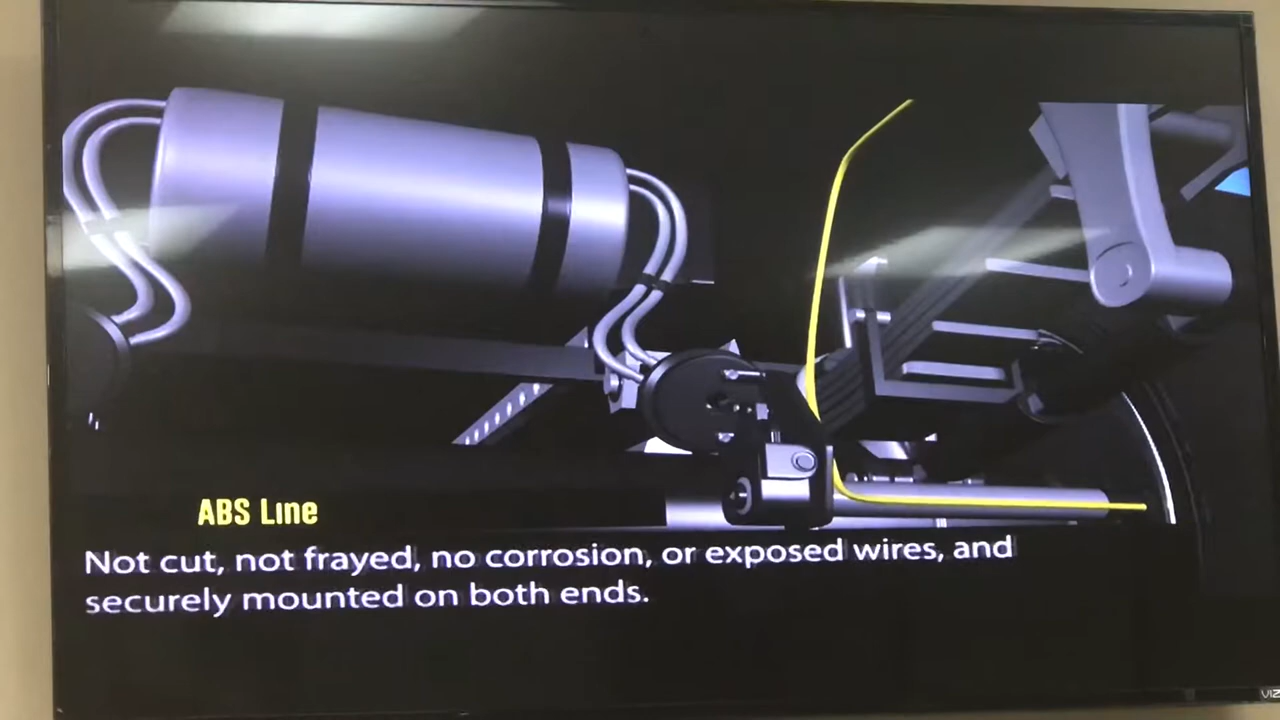 ABS Line
Not cut, not frayed, no corrosion, or exposed wires, and
securely mounted on both ends.